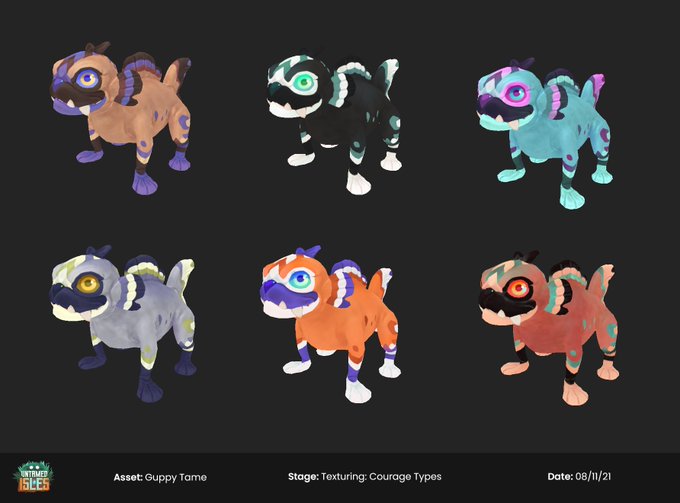 UNTAMED
ISLES
Asset: Guppy Tame
Stage: Texturing: Courage Types
Date: 08/11/21